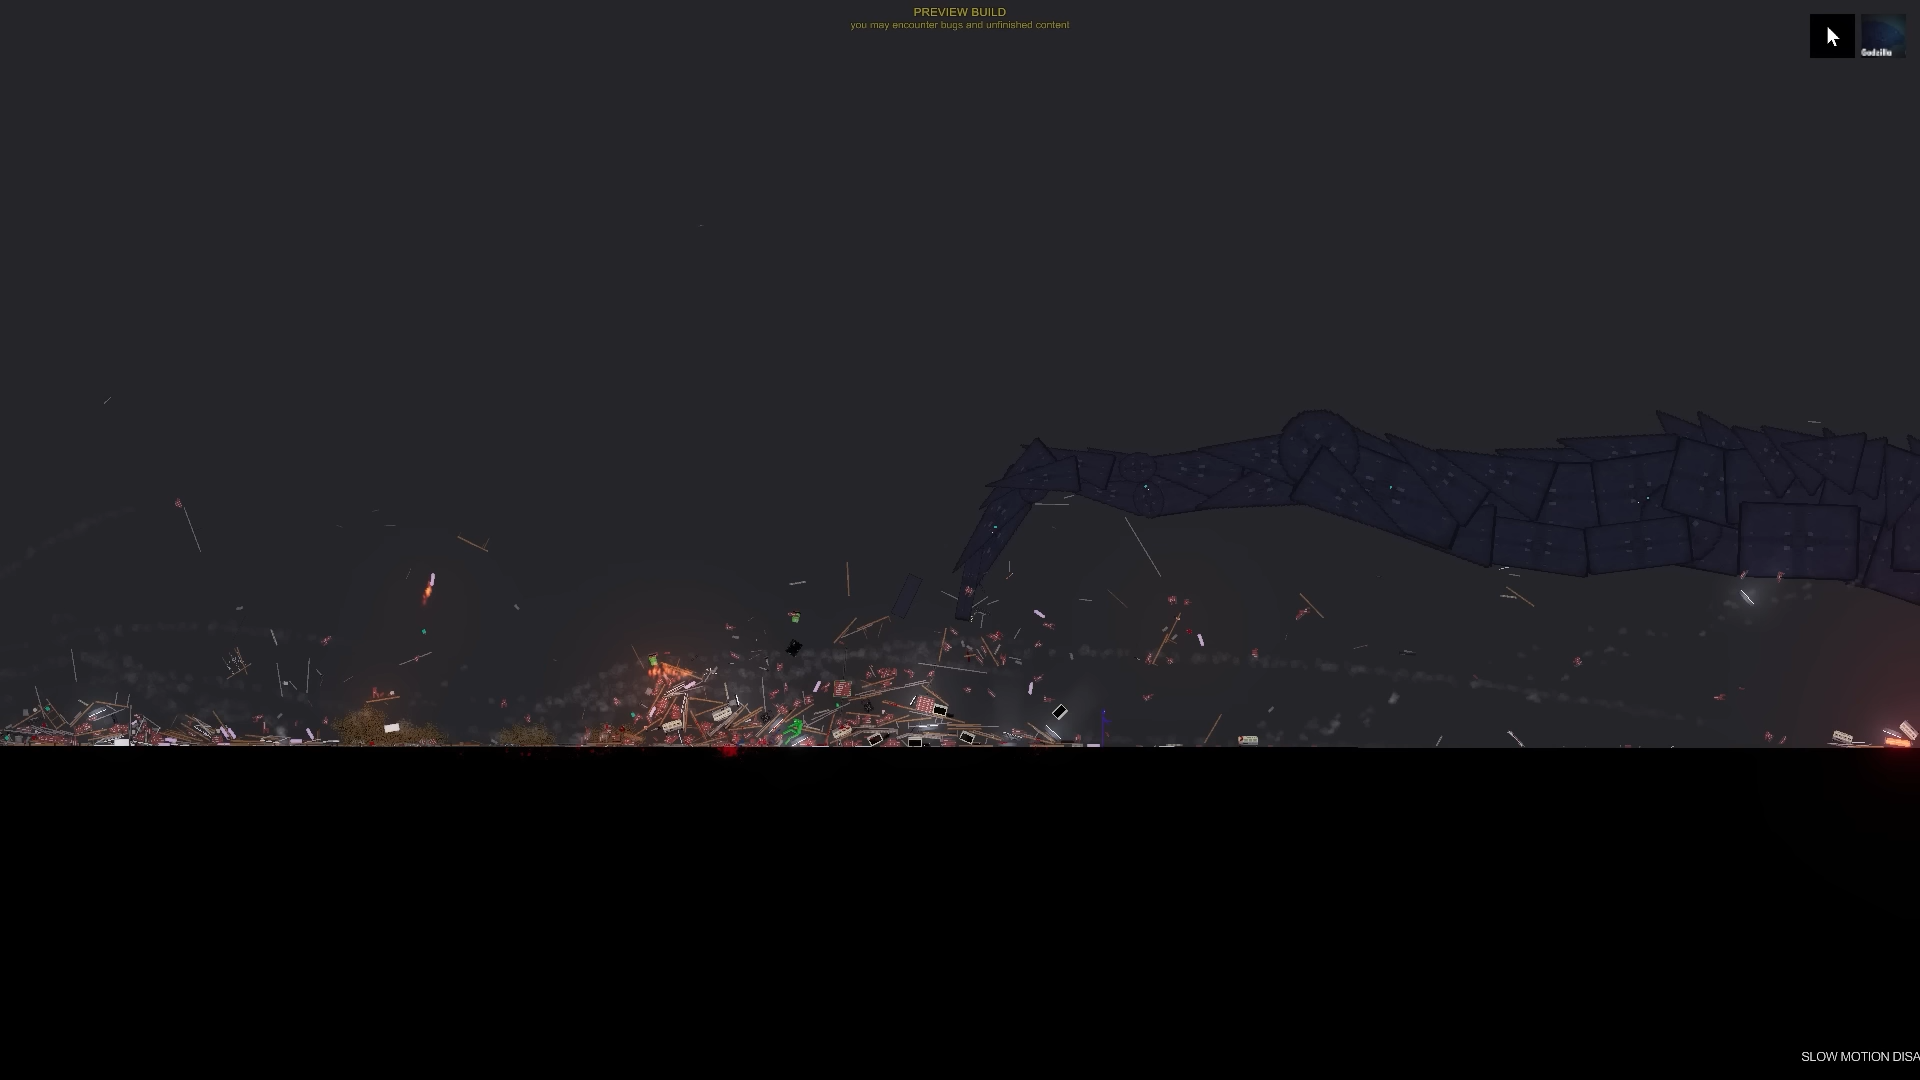 PREVIEW BUILD
you may encounter bugs and unfinished content
Godzilla
SLOW MOTION DISA